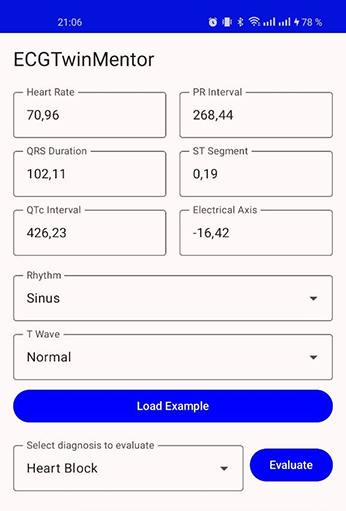 21:06 78 %
ECGTwinMentor
Heart Rate PR Interval
70,96 268,44
QRS Duration ST Segment
102,11 0,19
QTc Interval Electrical Axis
426,23 -16,42
Rhythm
Sinus
T Wave
Normal
Load Example
Select diagnosis to evaluate
Heart Block Evaluate